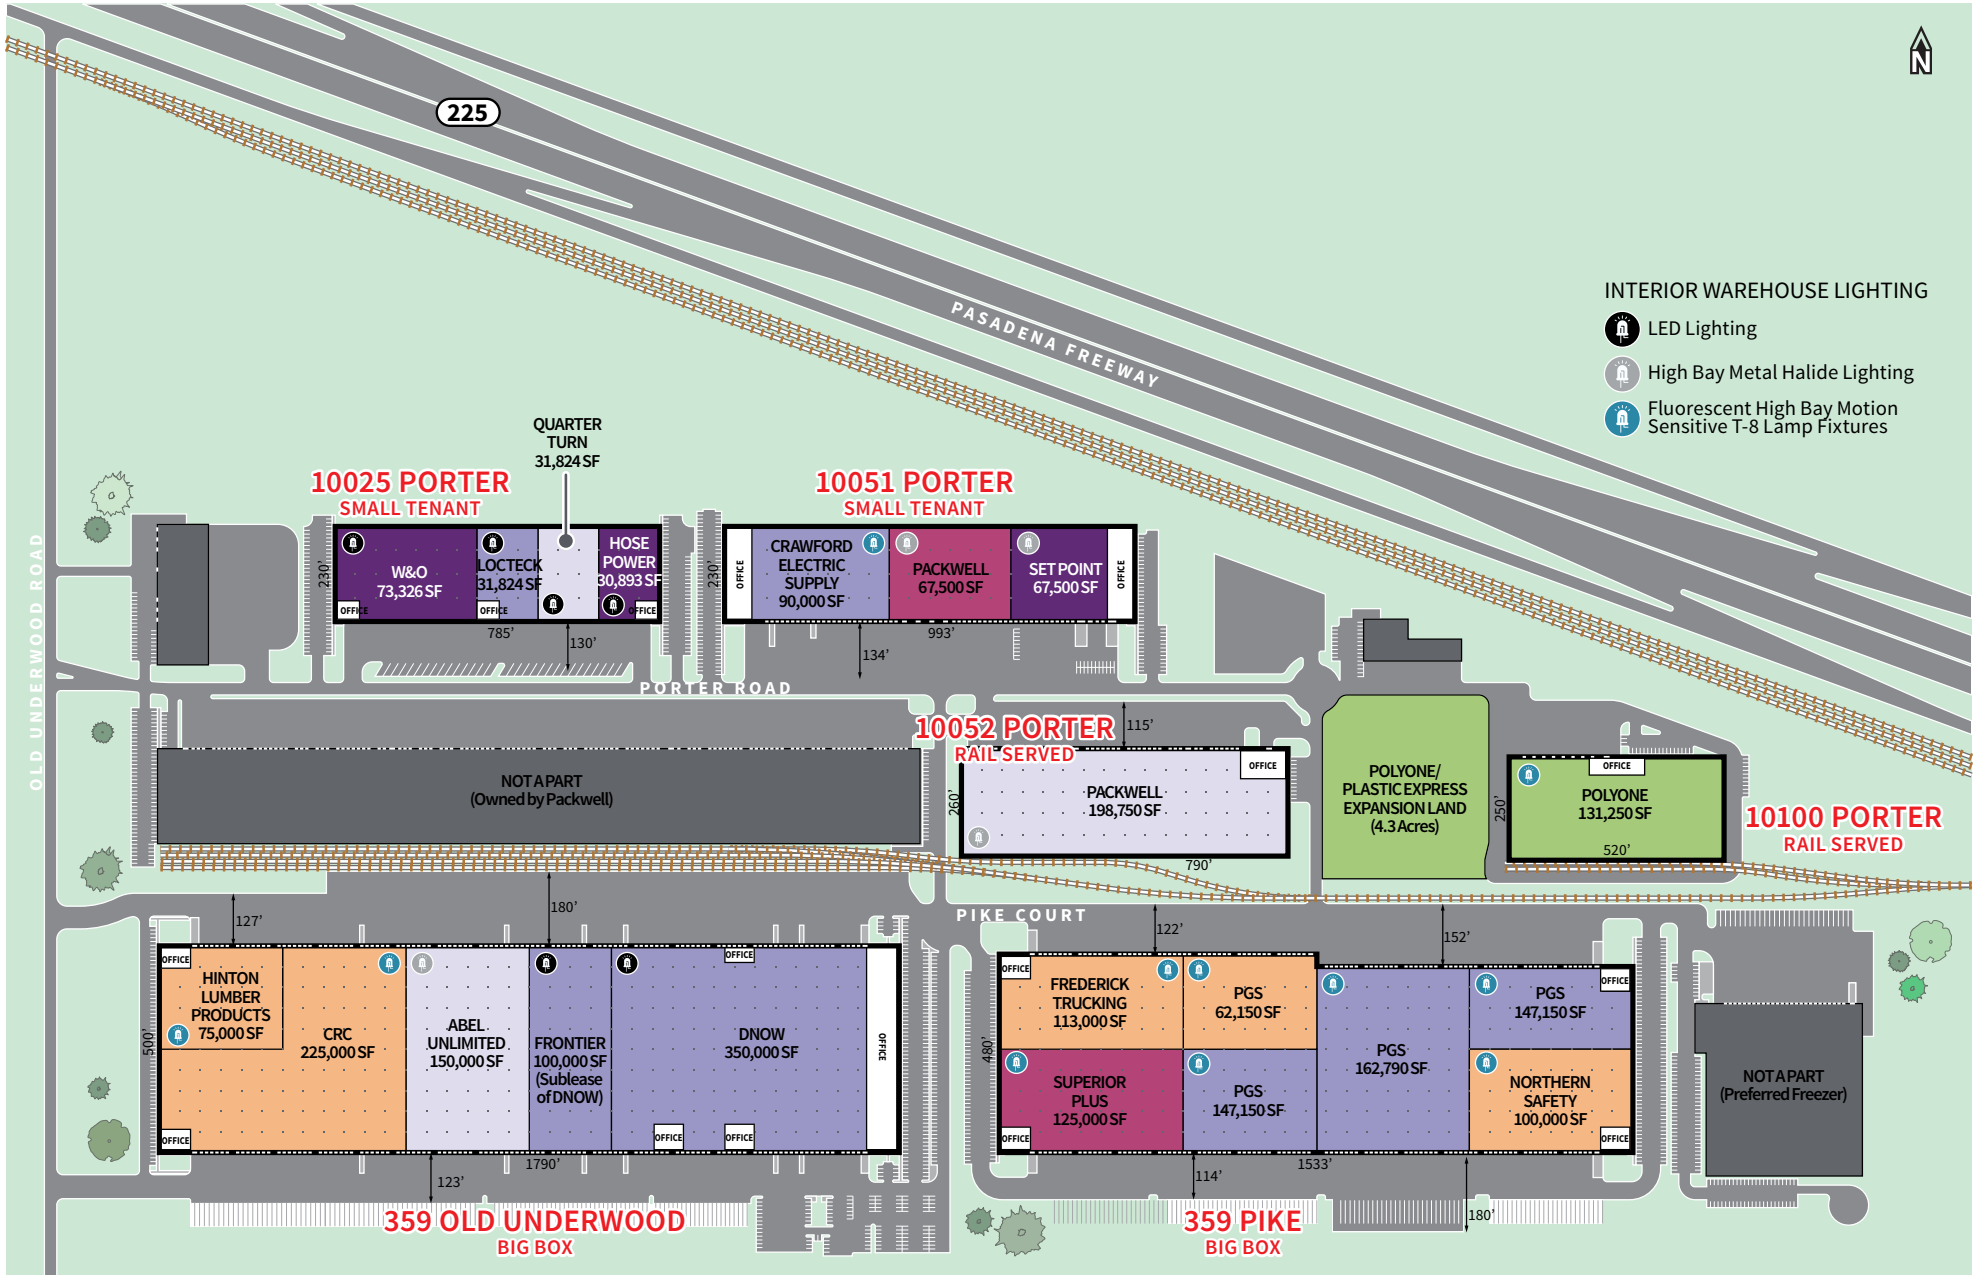 N
225
PASADENA FREEWAY
INTERIOR WAREHOUSE LIGHTING
LED Lighting
High Bay Metal Halide Lighting
Fluorescent High Bay Motion
Sensitive T-8 Lamp Fixtures
OLD UNDERWOOD ROAD
QUARTER
TURN
31,824 SF
10025 PORTER
SMALL TENANT
230'
W&O
73,326 SF
OFFICE
LOCTECK
31,824 SF
OFFICE
HOSE
POWER
30,893 SF
OFFICE
785'
130'
10051 PORTER
SMALL TENANT
230'
OFFICE
CRAWFORD
ELECTRIC
SUPPLY
90,000 SF
PACKWELL
67,500 SF
SET POINT
67,500 SF
OFFICE
993'
134'
PORTER ROAD
NOT A PART
(Owned by Packwell)
10052 PORTER
RAIL SERVED
115'
OFFICE
260'
PACKWELL
198,750 SF
790'
POLYONE/
PLASTIC EXPRESS
EXPANSION LAND
(4.3 Acres)
250'
OFFICE
POLYONE
131,250 SF
520'
10100 PORTER
RAIL SERVED
PIKE COURT
127'
180'
500'
OFFICE
HINTON
LUMBER
PRODUCTS
75,000 SF
OFFICE
CRC
225,000 SF
ABEL
UNLIMITED
150,000 SF
FRONTIER
100,000 SF
(Sublease
of DNOW)
OFFICE
DNOW
350,000 SF
OFFICE
OFFICE
OFFICE
1790'
123'
359 OLD UNDERWOOD
BIG BOX
122'
152'
480'
OFFICE
FREDERICK
TRUCKING
113,000 SF
PGS
62,150 SF
PGS
162,790 SF
PGS
147,150 SF
OFFICE
SUPERIOR
PLUS
125,000 SF
OFFICE
PGS
147,150 SF
NORTHERN
SAFETY
100,000 SF
OFFICE
1533'
114'
180'
359 PIKE
BIG BOX
NOT A PART
(Preferred Freezer)